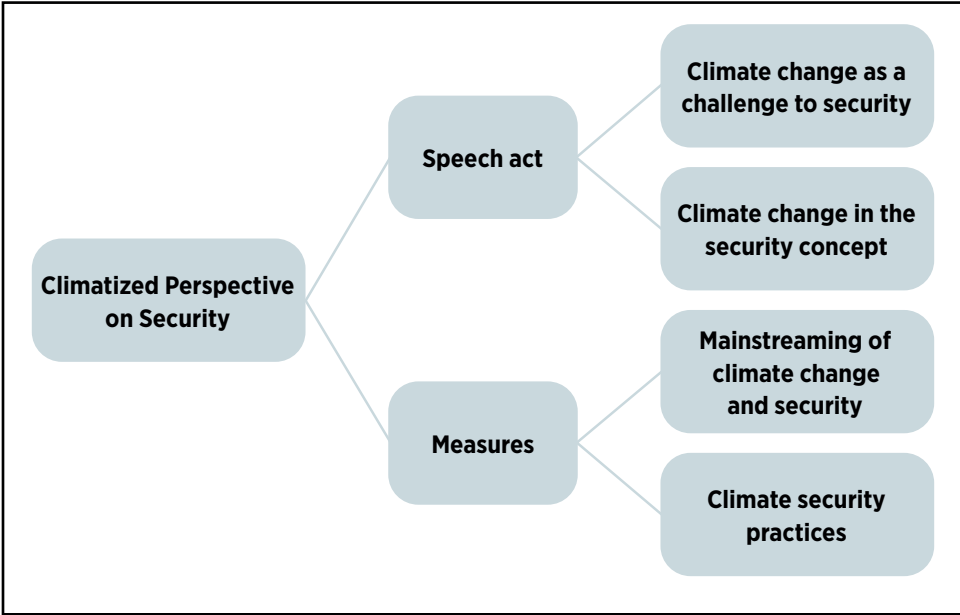 Climatized Perspective
on Security
Speech act
Climate change as a
challenge to security
Climate change in the
security concept
Measures
Mainstreaming of
climate change
and security
Climate security
practices